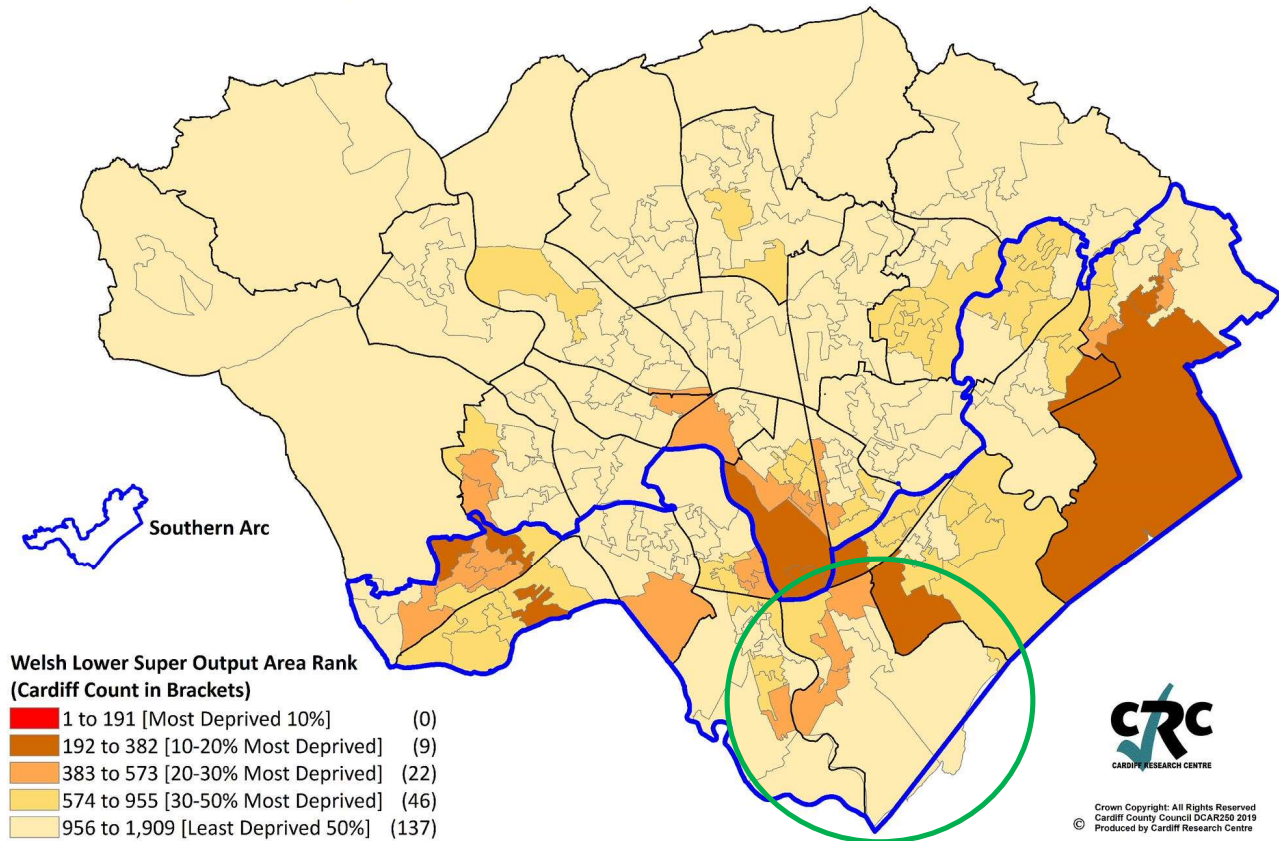 Southern Arc
Welsh Lower Super Output Area Rank
(Cardiff Count in Brackets)
1 to 191 [Most Deprived 10%] (0)
192 to 382 [10-20% Most Deprived] (9)
383 to 573 [20-30% Most Deprived] (22)
574 to 955 [30-50% Most Deprived] (46)
956 to 1,909 [Least Deprived 50%] (137)
CRC
CARDIFF RESEARCH CENTRE
Crown Copyright: All Rights Reserved
Cardiff County Council DCAR250 2019
© Produced by Cardiff Research Centre